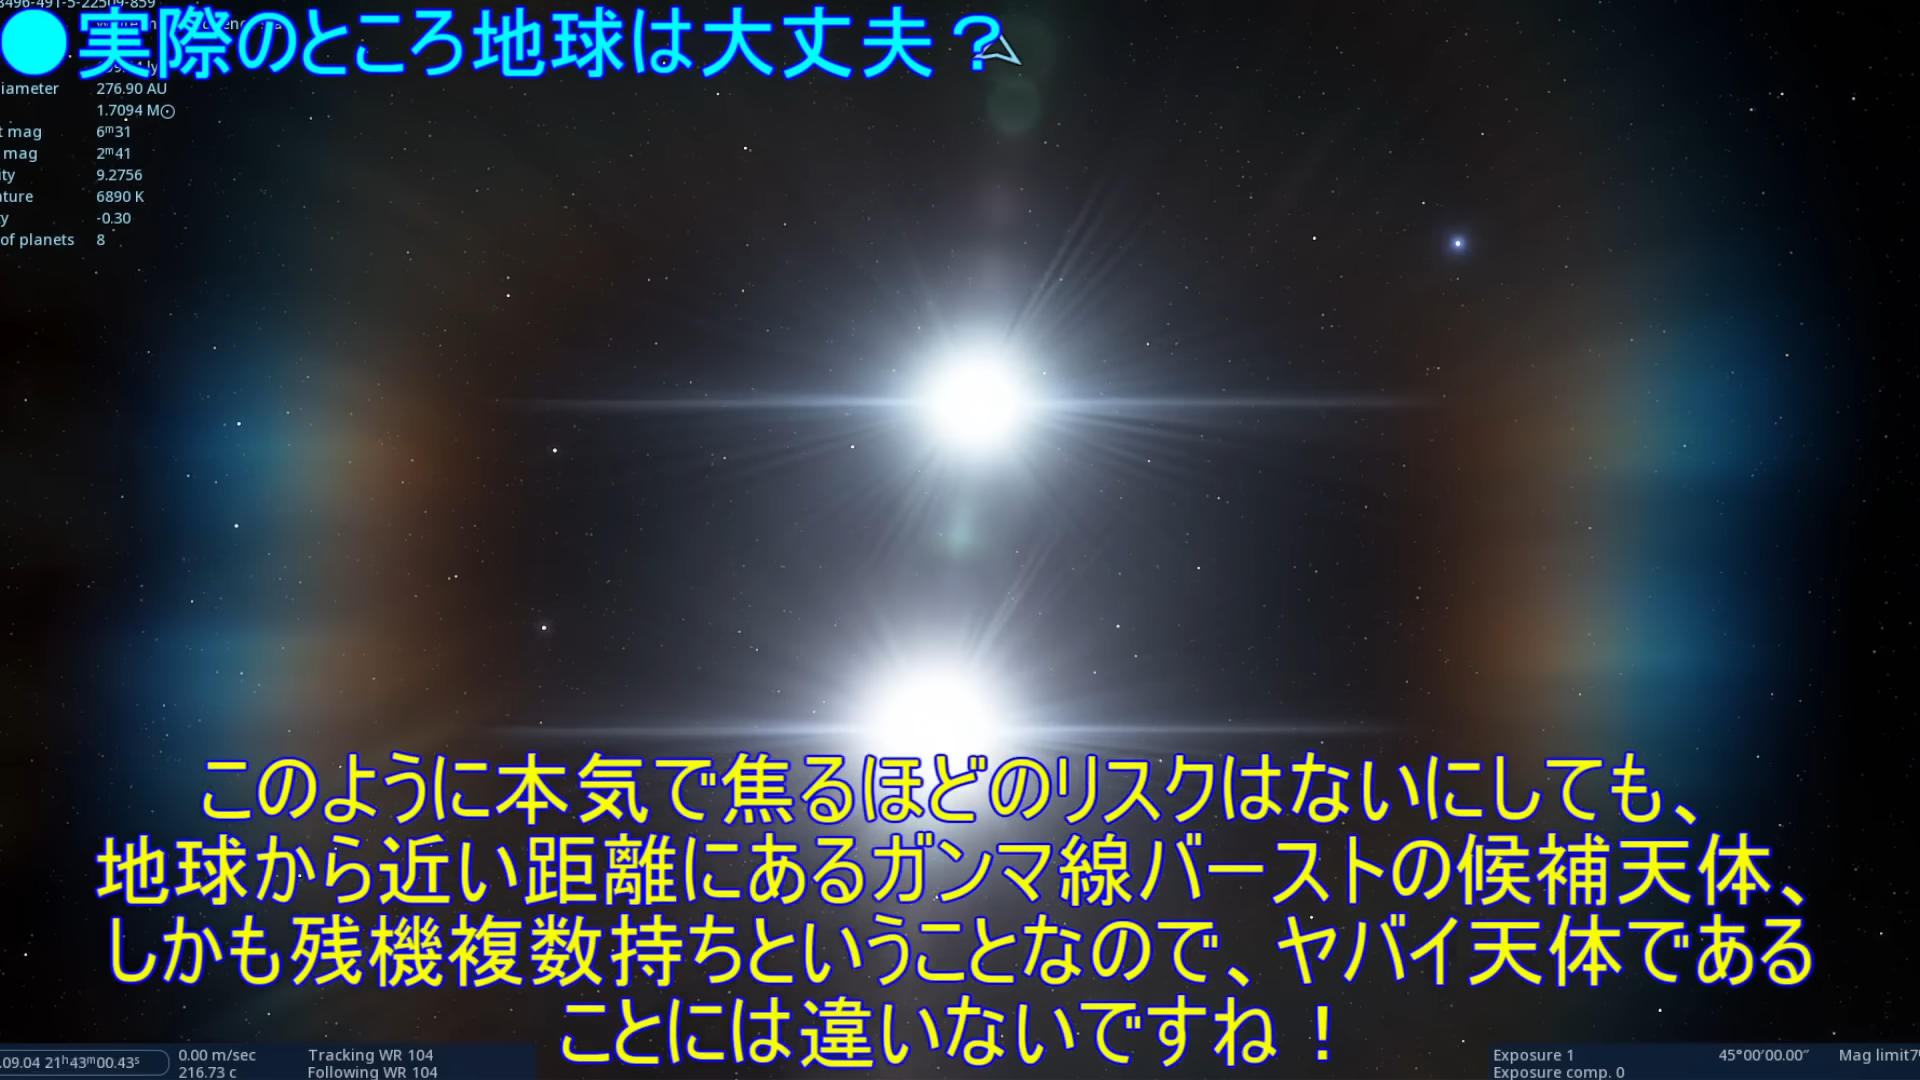 ●実際のところ地球は大丈夫？
iameter 276.90 AU
1.7094 M☉
t mag 6ᵐ31
mag 2ᵐ41
ity 9.2756
ature 6890 K
y -0.30
of planets 8
このように本気で焦るほどのリスクはないにしても、
地球から近い距離にあるガンマ線バーストの候補天体、
しかも残機複数持ちということなので、ヤバイ天体である
ことには違いないですね！
.09.04 21ʰ43ᵐ00.43ˢ
0.00 m/sec
216.73 c
Tracking WR 104
Following WR 104
Exposure 1
Exposure comp. 0
45°00′00.00″
Mag limit7